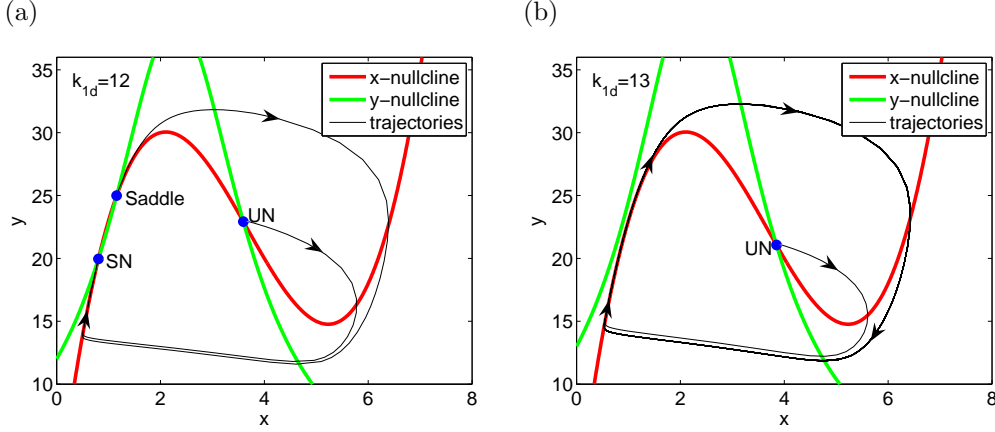 (a)
k1d=12
x-nullcline
y-nullcline
trajectories
Saddle
SN
UN
y
35
30
25
20
15
10
0 2 4 6 8
x
(b)
k1d=13
x-nullcline
y-nullcline
trajectories
UN
y
35
30
25
20
15
10
0 2 4 6 8
x